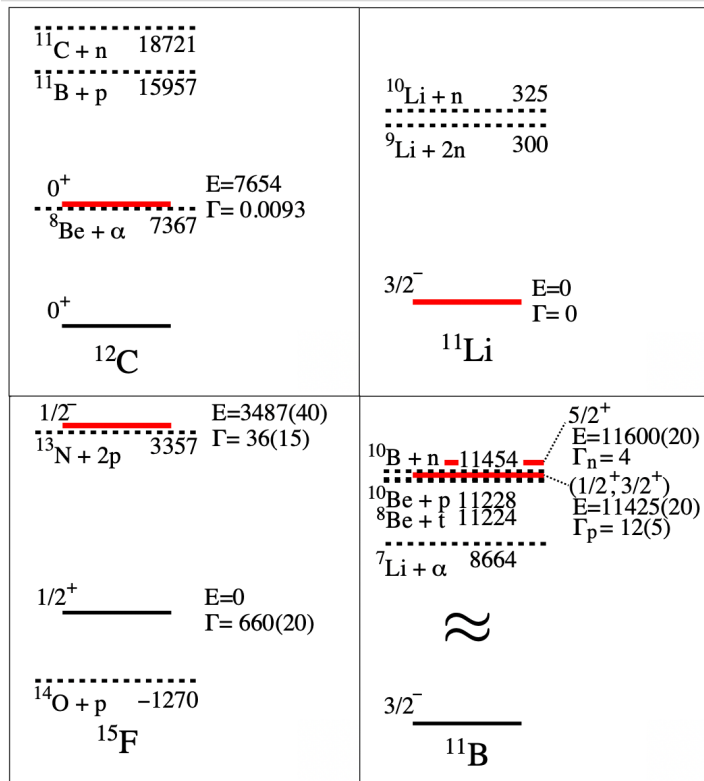 ¹¹C + n 18721
¹¹B + p 15957
0⁺
E=7654
Γ= 0.0093
⁸Be + α 7367
0⁺
¹²C
¹⁰Li + n 325
⁹Li + 2n 300
3/2⁻
E=0
Γ= 0
¹¹Li
1/2⁻
E=3487(40)
Γ= 36(15)
¹³N + 2p 3357
1/2⁺
E=0
Γ= 660(20)
¹⁴O + p −1270
¹⁵F
5/2⁺
E=11600(20)
Γₙ= 4
¹⁰B + n 11454
(1/2⁺,3/2⁺)
E=11425(20)
Γₚ= 12(5)
¹⁰Be + p 11228
⁸Be + t 11224
⁷Li + α 8664
≈
3/2⁻
¹¹B